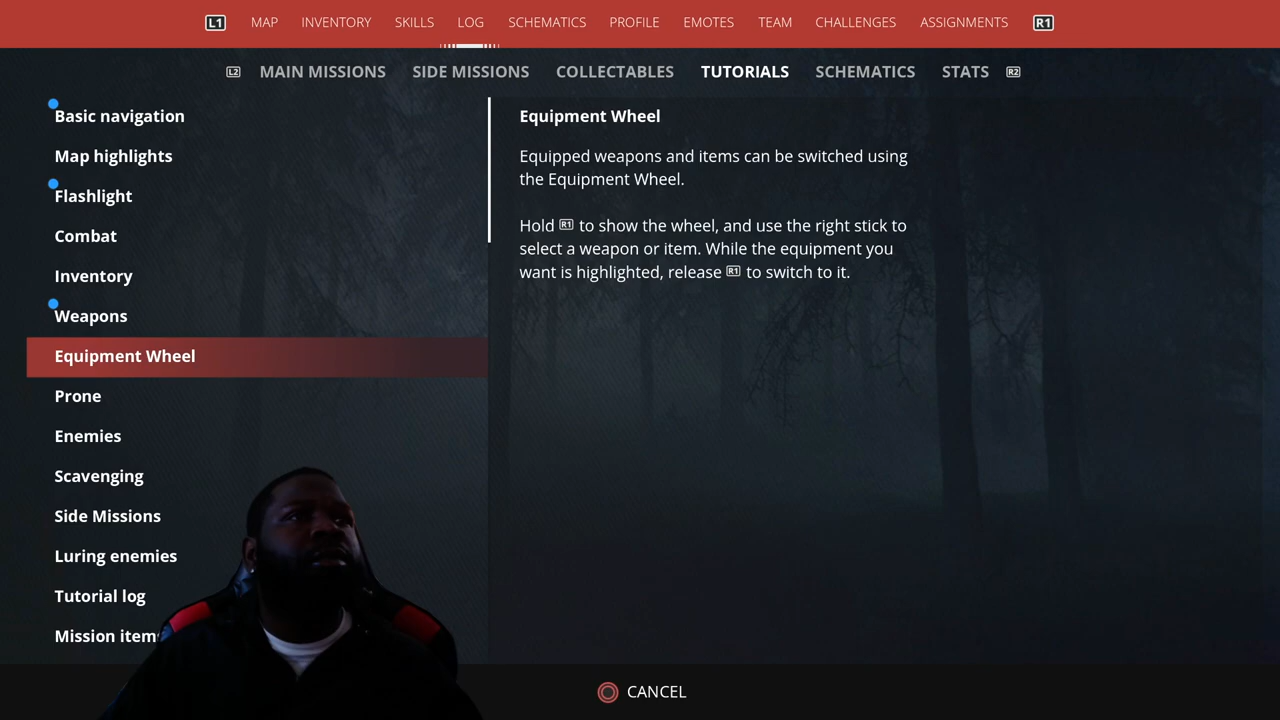 L1 MAP INVENTORY SKILLS LOG SCHEMATICS PROFILE EMOTES TEAM CHALLENGES ASSIGNMENTS R1
L2 MAIN MISSIONS SIDE MISSIONS COLLECTABLES TUTORIALS SCHEMATICS STATS R2
Basic navigation
Map highlights
Flashlight
Combat
Inventory
Weapons
Equipment Wheel
Prone
Enemies
Scavenging
Side Missions
Luring enemies
Tutorial log
Mission item
Equipment Wheel
Equipped weapons and items can be switched using
the Equipment Wheel.
Hold R1 to show the wheel, and use the right stick to
select a weapon or item. While the equipment you
want is highlighted, release R1 to switch to it.
CANCEL